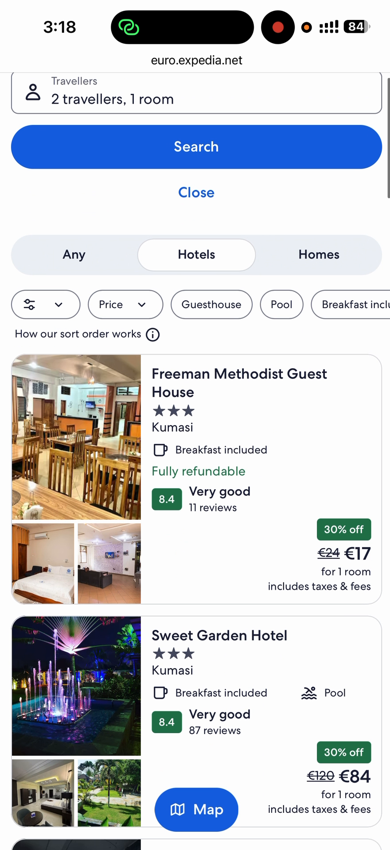 3:18
84
euro.expedia.net
Travellers
2 travellers, 1 room
Search
Close
Any
Hotels
Homes
Price
Guesthouse
Pool
Breakfast inclu
How our sort order works
Freeman Methodist Guest
House
Kumasi
Breakfast included
Fully refundable
8.4
Very good
11 reviews
30% off
€24 €17
for 1 room
includes taxes & fees
Sweet Garden Hotel
Kumasi
Breakfast included
Pool
8.4
Very good
87 reviews
30% off
€120 €84
for 1 room
includes taxes & fees
Map